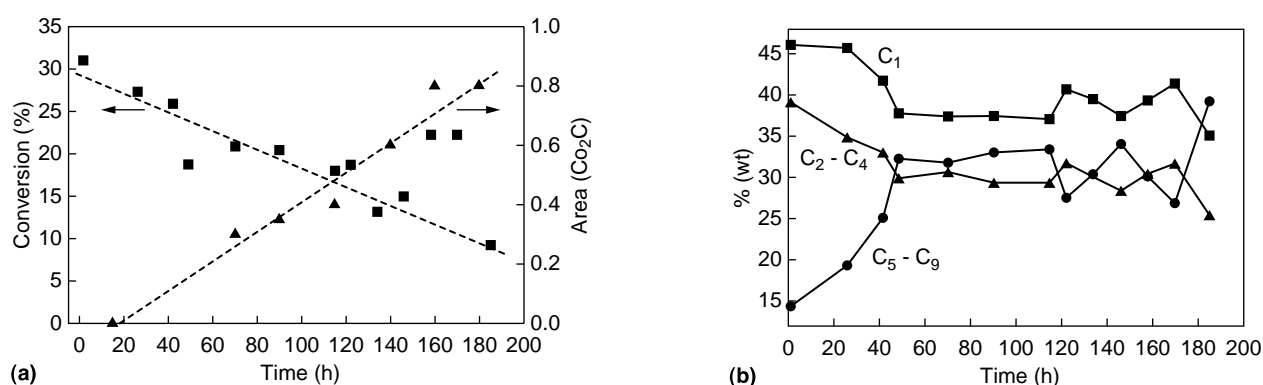 35
30
25
20
15
10
5
0
Conversion (%)
1.0
0.8
0.6
0.4
0.2
0.0
Area (Co₂C)
0 20 40 60 80 100 120 140 160 180 200
Time (h)
(a)
45
40
35
30
25
20
15
% (wt)
C₁
C₂ - C₄
C₅ - C₉
0 20 40 60 80 100 120 140 160 180 200
Time (h)
(b)